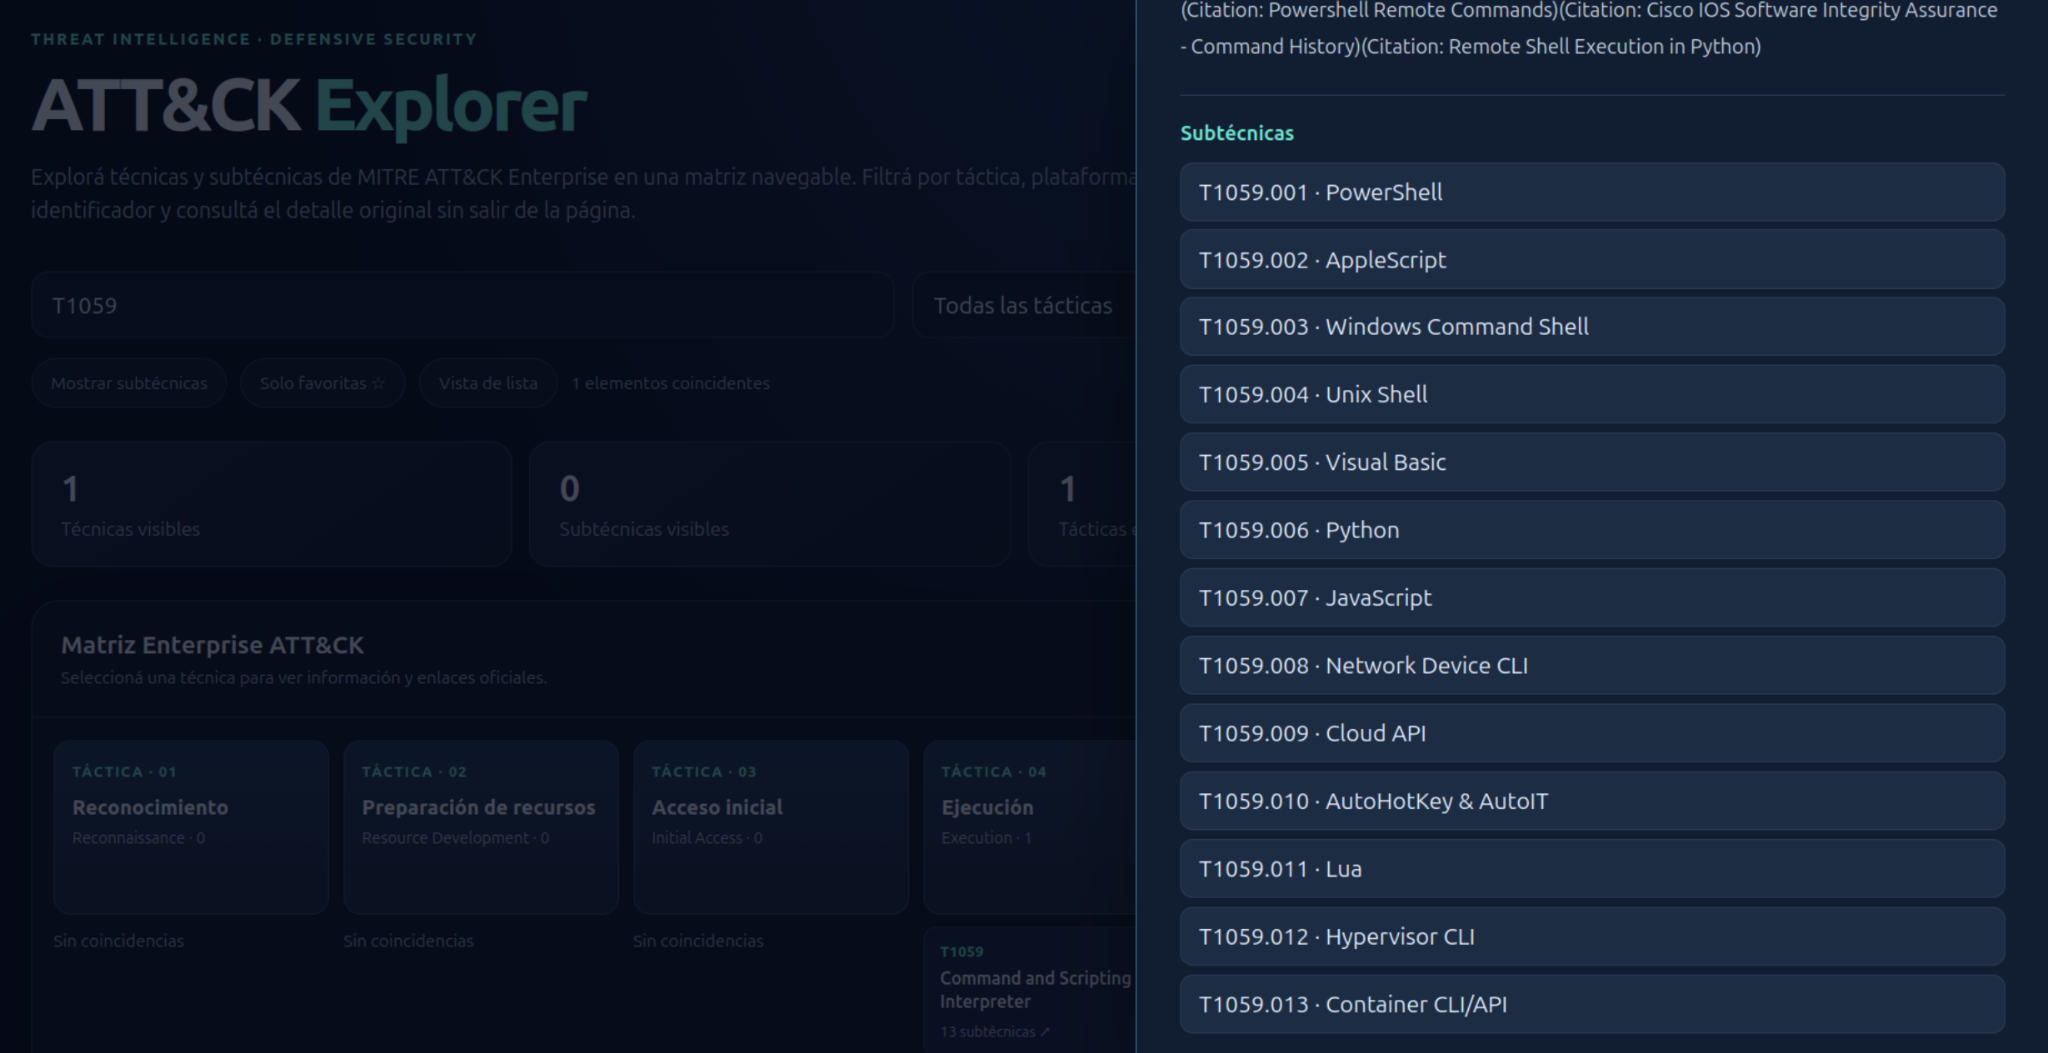 THREAT INTELLIGENCE · DEFENSIVE SECURITY
ATT&CK Explorer
Explorá técnicas y subtécnicas de MITRE ATT&CK Enterprise en una matriz navegable. Filtrá por táctica, plataforma
identificador y consultá el detalle original sin salir de la página.
T1059
Todas las tácticas
Mostrar subtécnicas
Solo favoritas ☆
Vista de lista
1 elementos coincidentes
1
Técnicas visibles
0
Subtécnicas visibles
1
Tácticas
Matriz Enterprise ATT&CK
Seleccioná una técnica para ver información y enlaces oficiales.
TÁCTICA · 01
Reconocimiento
Reconnaissance · 0
Sin coincidencias
TÁCTICA · 02
Preparación de recursos
Resource Development · 0
Sin coincidencias
TÁCTICA · 03
Acceso inicial
Initial Access · 0
Sin coincidencias
TÁCTICA · 04
Ejecución
Execution · 1
T1059
Command and Scripting
Interpreter
13 subtécnicas ↗
(Citation: Powershell Remote Commands)(Citation: Cisco IOS Software Integrity Assurance
- Command History)(Citation: Remote Shell Execution in Python)
Subtécnicas
T1059.001 · PowerShell
T1059.002 · AppleScript
T1059.003 · Windows Command Shell
T1059.004 · Unix Shell
T1059.005 · Visual Basic
T1059.006 · Python
T1059.007 · JavaScript
T1059.008 · Network Device CLI
T1059.009 · Cloud API
T1059.010 · AutoHotKey & AutoIT
T1059.011 · Lua
T1059.012 · Hypervisor CLI
T1059.013 · Container CLI/API